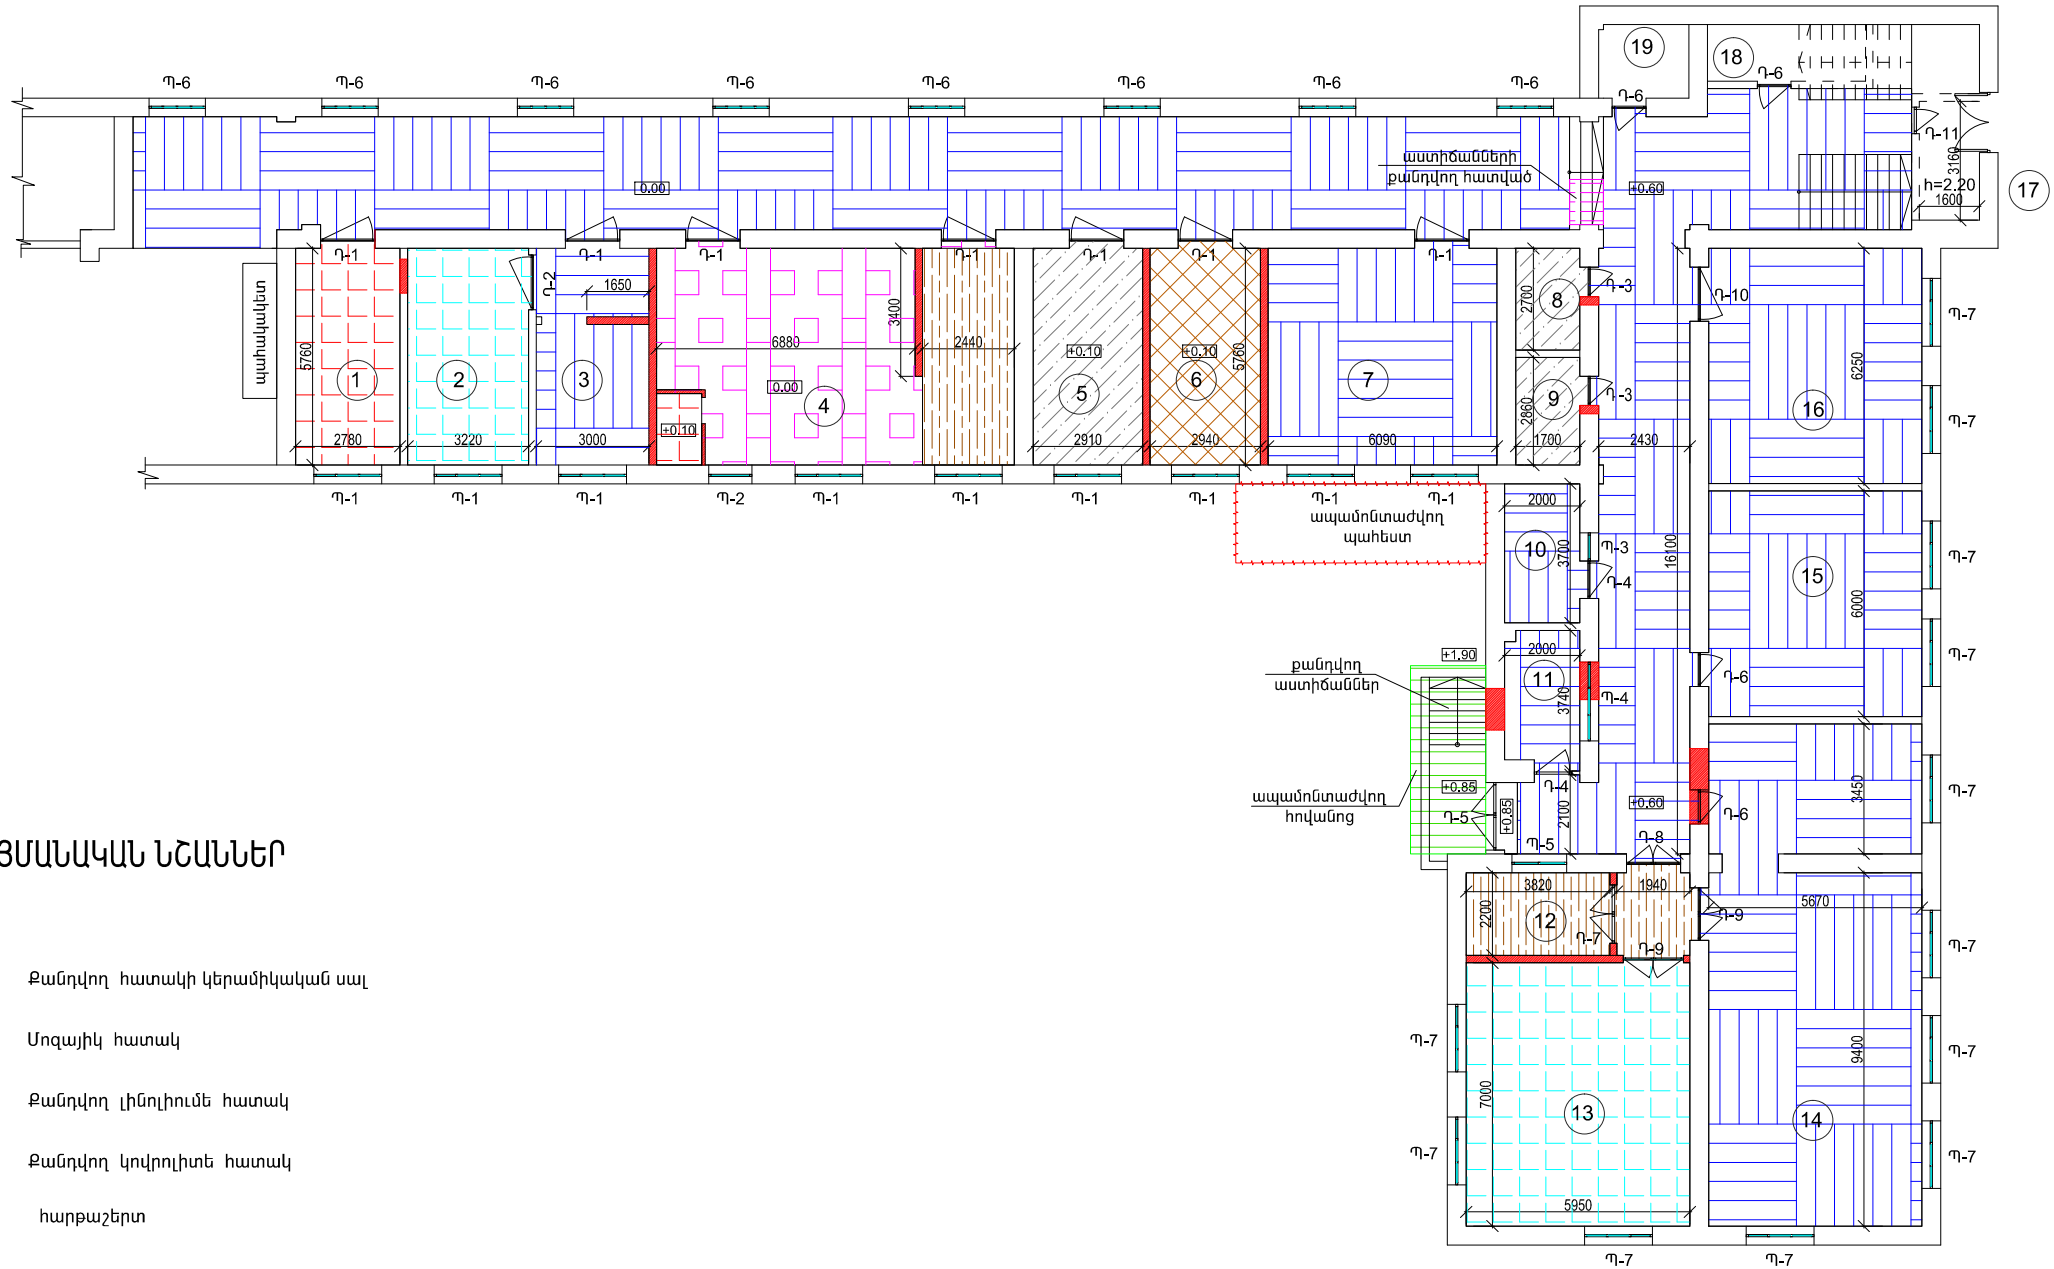 19
18
Պ-6
Պ-6
Պ-6
Պ-6
Պ-6
Պ-6
Պ-6
Պ-6
Դ-6
Դ-6
Դ-11
3160
աստիճանների
քանդվող հատված
0.00
+0.60
h=2.20
1600
17
պահակակետ
Դ-1
Դ-2
Դ-1
Դ-1
Դ-1
Դ-1
Դ-1
Դ-1
Դ-3
Դ-10
1650
5760
3400
6880
2440
+0.10
+0.10
5760
2700
8
Պ-7
6250
1
2
3
0.00
4
5
6
7
2860
9
Դ-3
16
Պ-7
+0.10
2780
3220
3000
2910
2940
6090
1700
2430
Պ-1
Պ-1
Պ-1
Պ-2
Պ-1
Պ-1
Պ-1
Պ-1
Պ-1
Պ-1
2000
ապամոնտաժվող
պահեստ
10
3700
Պ-3
16100
Դ-4
15
6000
Պ-7
+1.90
2000
քանդվող
աստիճաններ
11
3740
Պ-4
Դ-6
Պ-7
+0.85
ապամոնտաժվող
հովանոց
Դ-4
Դ-5
+0.85
2100
+0.60
Դ-6
3450
Պ-7
Պ-5
Դ-8
ՅՄԱՆԱԿԱՆ ՆՇԱՆՆԵՐ
3820
1940
2200
12
Դ-7
Դ-9
Դ-9
5670
Պ-7
Քանդվող հատակի կերամիկական սալ
Մոզայիկ հատակ
Պ-7
9400
Պ-7
Քանդվող լինոլիումե հատակ
7000
13
14
Քանդվող կովրոլիտե հատակ
Պ-7
Պ-7
հարթաշերտ
5950
Պ-7
Պ-7